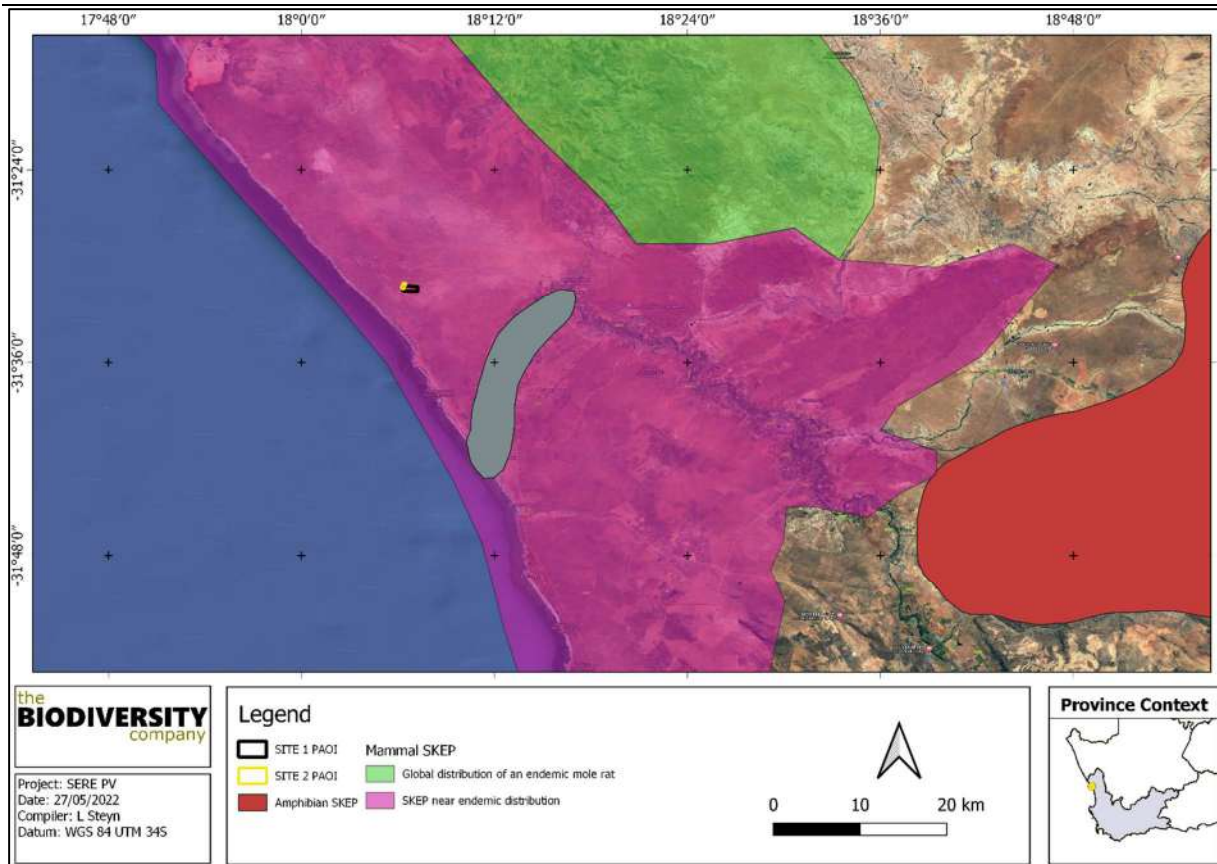 17°48'0" 18°0'0" 18°12'0" 18°24'0" 18°36'0" 18°48'0"
-31°24'0"
-31°36'0"
-31°48'0"
the
BIODIVERSITY
company
Project: SERE PV
Date: 27/05/2022
Compiler: L Steyn
Datum: WGS 84 UTM 34S
Legend
SITE 1 PAOI
SITE 2 PAOI
Amphibian SKEP
Mammal SKEP
Global distribution of an endemic mole rat
SKEP near endemic distribution
0 10 20 km
Province Context